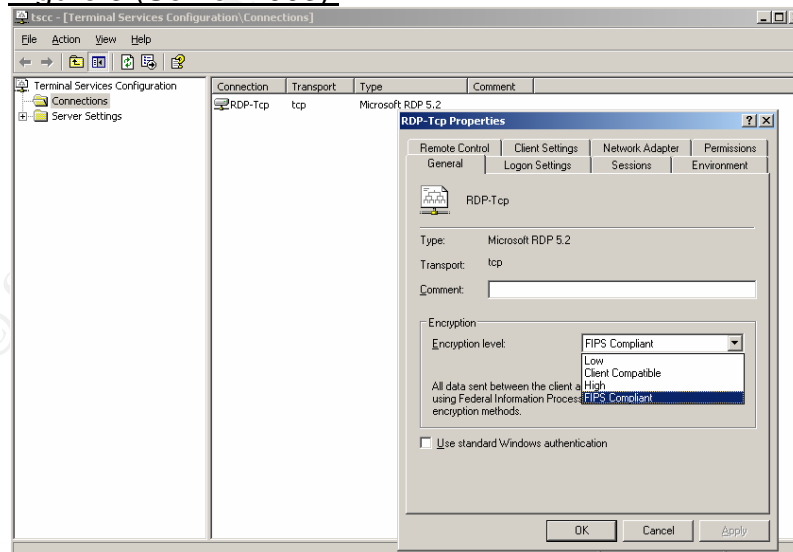 tscc - [Terminal Services Configuration\Connections]
File Action View Help
Terminal Services Configuration
Connections
Server Settings
Connection Transport Type Comment
RDP-Tcp tcp Microsoft RDP 5.2
RDP-Tcp Properties
Remote Control Client Settings Network Adapter Permissions
General Logon Settings Sessions Environment
RDP-Tcp
Type: Microsoft RDP 5.2
Transport: tcp
Comment:
Encryption
Encryption level: FIPS Compliant
Low
Client Compatible
High
FIPS Compliant
All data sent between the client a
using Federal Information Process
encryption methods.
Use standard Windows authentication
OK Cancel Apply